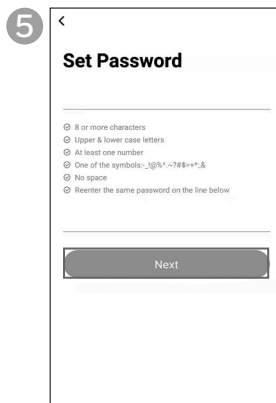 5
Set Password
8 or more characters
Upper & lower case letters
At least one number
One of the symbols:-_!@%^.~?#$=+*:,&
No space
Reenter the same password on the line below
Next